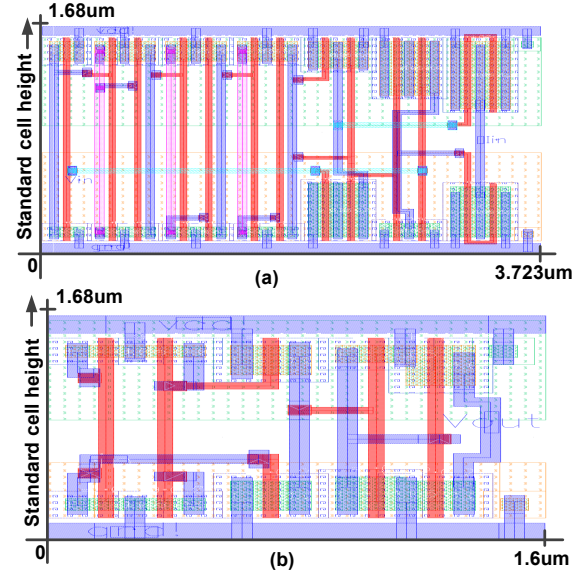 1.68um
Standard cell height
vdd!
Vin
Iin
gnd!
0
3.723um
(a)
1.68um
Standard cell height
vdd!
Vout
gnd!
0
1.6um
(b)